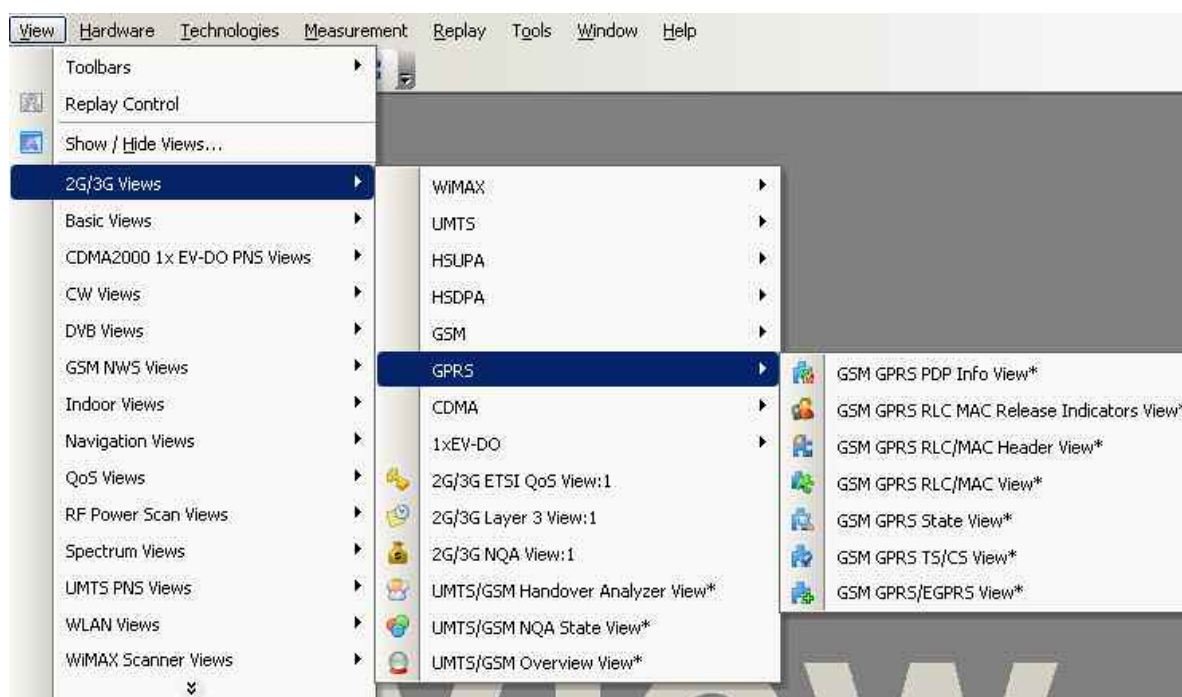 View Hardware Technologies Measurement Replay Tools Window Help
Toolbars
Replay Control
Show / Hide Views...
2G/3G Views
Basic Views
CDMA2000 1x EV-DO PNS Views
CW Views
DVB Views
GSM NWS Views
Indoor Views
Navigation Views
QoS Views
RF Power Scan Views
Spectrum Views
UMTS PNS Views
WLAN Views
WiMAX Scanner Views
WiMAX
UMTS
HSUPA
HSDPA
GSM
GPRS
CDMA
1xEV-DO
2G/3G ETSI QoS View:1
2G/3G Layer 3 View:1
2G/3G NQA View:1
UMTS/GSM Handover Analyzer View*
UMTS/GSM NQA State View*
UMTS/GSM Overview View*
GSM GPRS PDP Info View*
GSM GPRS RLC MAC Release Indicators View*
GSM GPRS RLC/MAC Header View*
GSM GPRS RLC/MAC View*
GSM GPRS State View*
GSM GPRS TS/CS View*
GSM GPRS/EGPRS View*